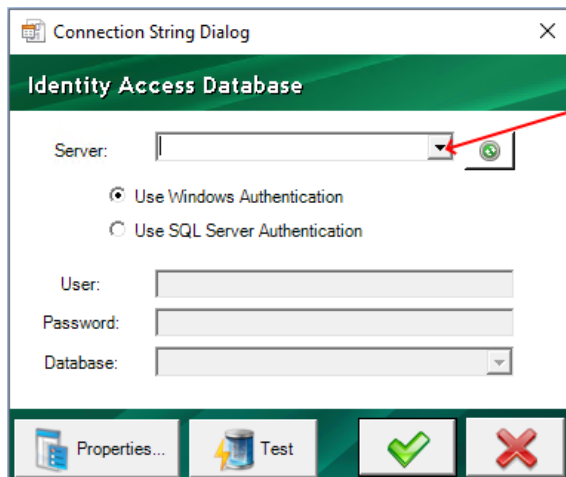 Connection String Dialog
Identity Access Database
Server:
Use Windows Authentication
Use SQL Server Authentication
User:
Password:
Database:
Properties... Test